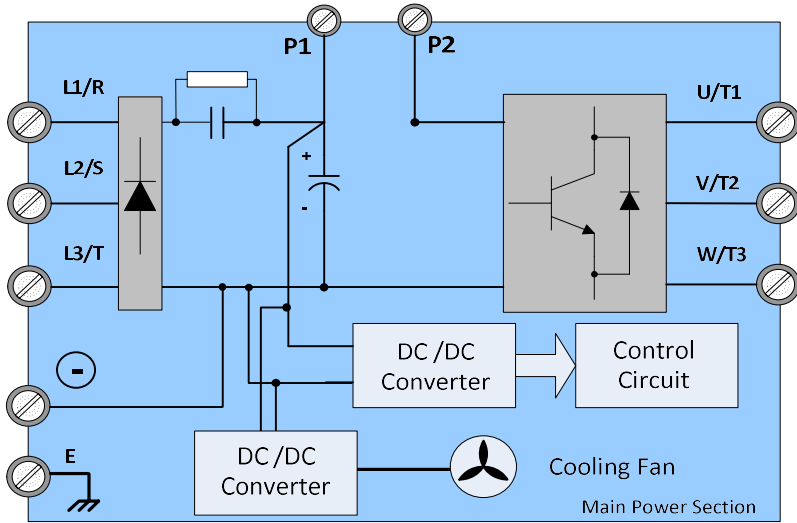 P1
P2
L1/R
U/T1
L2/S
+
V/T2
-
L3/T
W/T3
-
DC /DC
Converter
Control
Circuit
E
DC /DC
Converter
Cooling Fan
Main Power Section